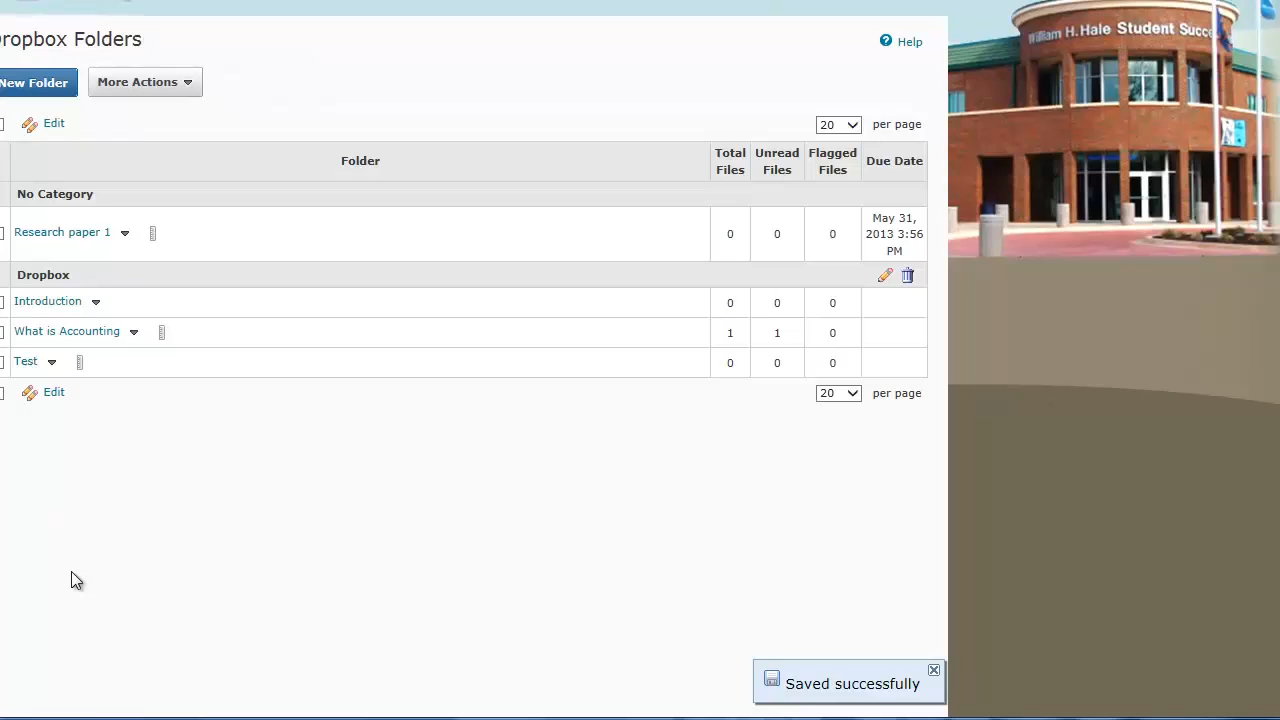 ropbox Folders
Help
New Folder
More Actions
Edit
20 per page
Folder
Total Files
Unread Files
Flagged Files
Due Date
No Category
Research paper 1
0 0 0
May 31, 2013 3:56 PM
Dropbox
Introduction
0 0 0
What is Accounting
1 1 0
Test
0 0 0
Edit
20 per page
Saved successfully
William H. Hale Student Succ